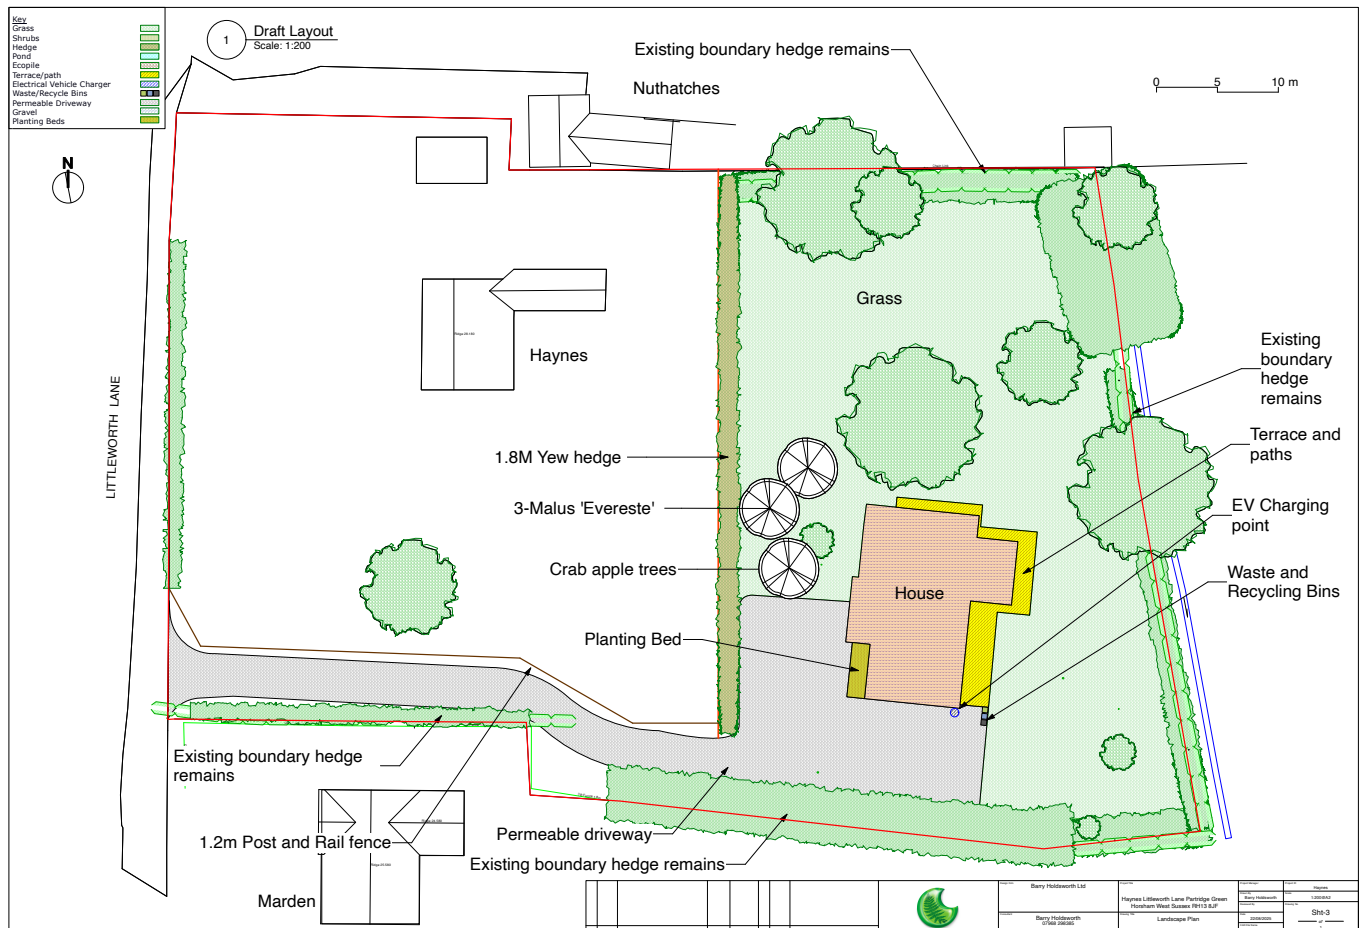 Key
Grass
Shrubs
Hedge
Pond
Ecopile
Terrace/path
Electrical Vehicle Charger
Waste/Recycle Bins
Permeable Driveway
Gravel
Planting Beds
1
Draft Layout
Scale: 1:200
Existing boundary hedge remains
Nuthatches
0 5 10 m
N
Grass
Haynes
LITTLEWORTH LANE
Existing
boundary
hedge
remains
Terrace and
paths
1.8M Yew hedge
3-Malus 'Evereste'
EV Charging
point
Crab apple trees
House
Waste and
Recycling Bins
Planting Bed
Existing boundary hedge
remains
1.2m Post and Rail fence
Permeable driveway
Existing boundary hedge remains
Marden
Barry Holdsworth Ltd
Haynes Littleworth Lane Partridge Green
Horsham West Sussex RH13 8JF
Haynes
Barry Holdsworth
Barry Holdsworth
Landscape Plan
Sht-3